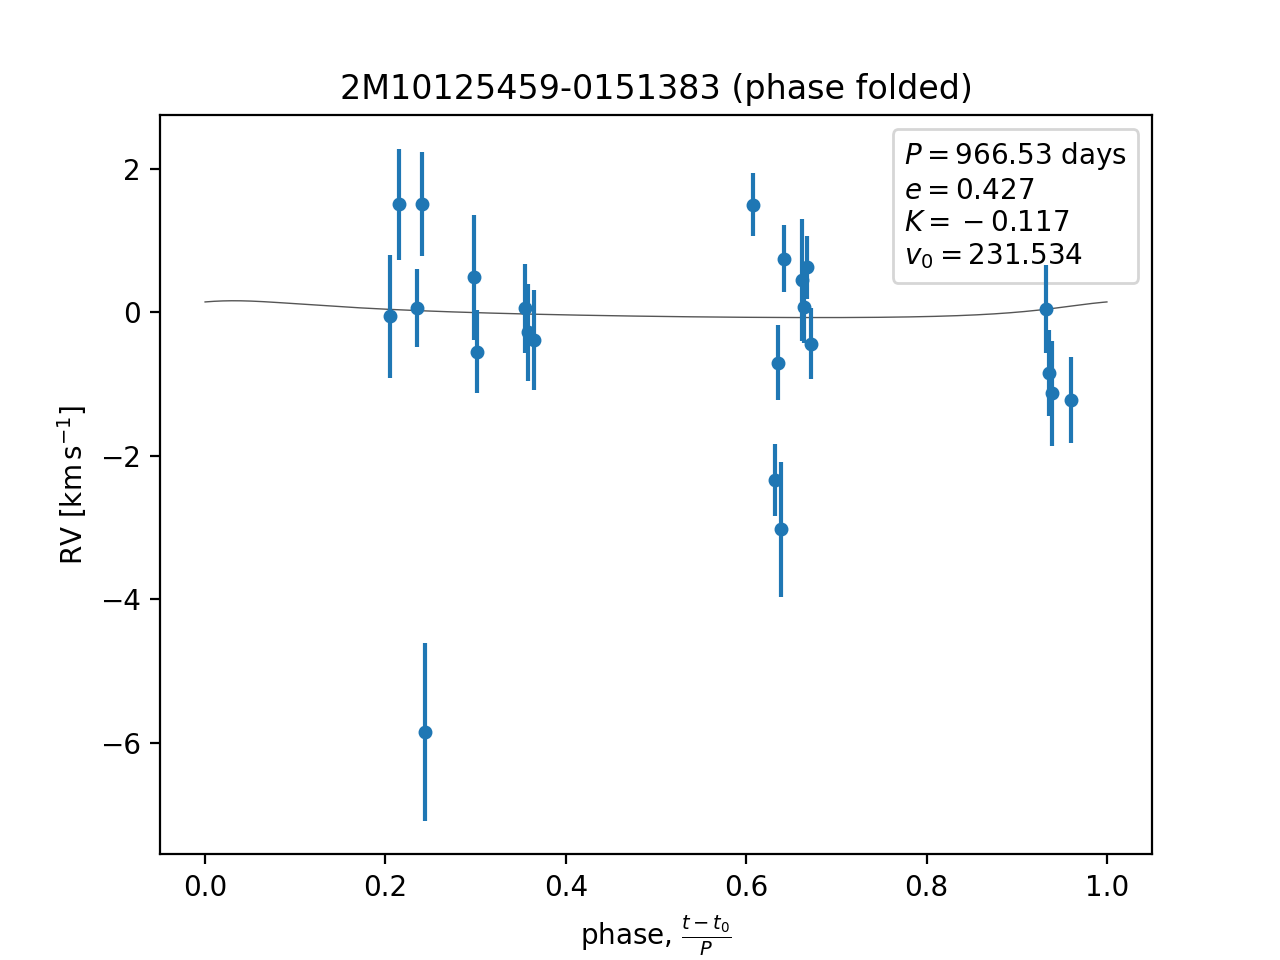 2M10125459-0151383 (phase folded)
P = 966.53 days
e = 0.427
K = −0.117
v₀ = 231.534
RV [km s⁻¹]
2
0
−2
−4
−6
0.0 0.2 0.4 0.6 0.8 1.0
phase, (t − t₀)/P